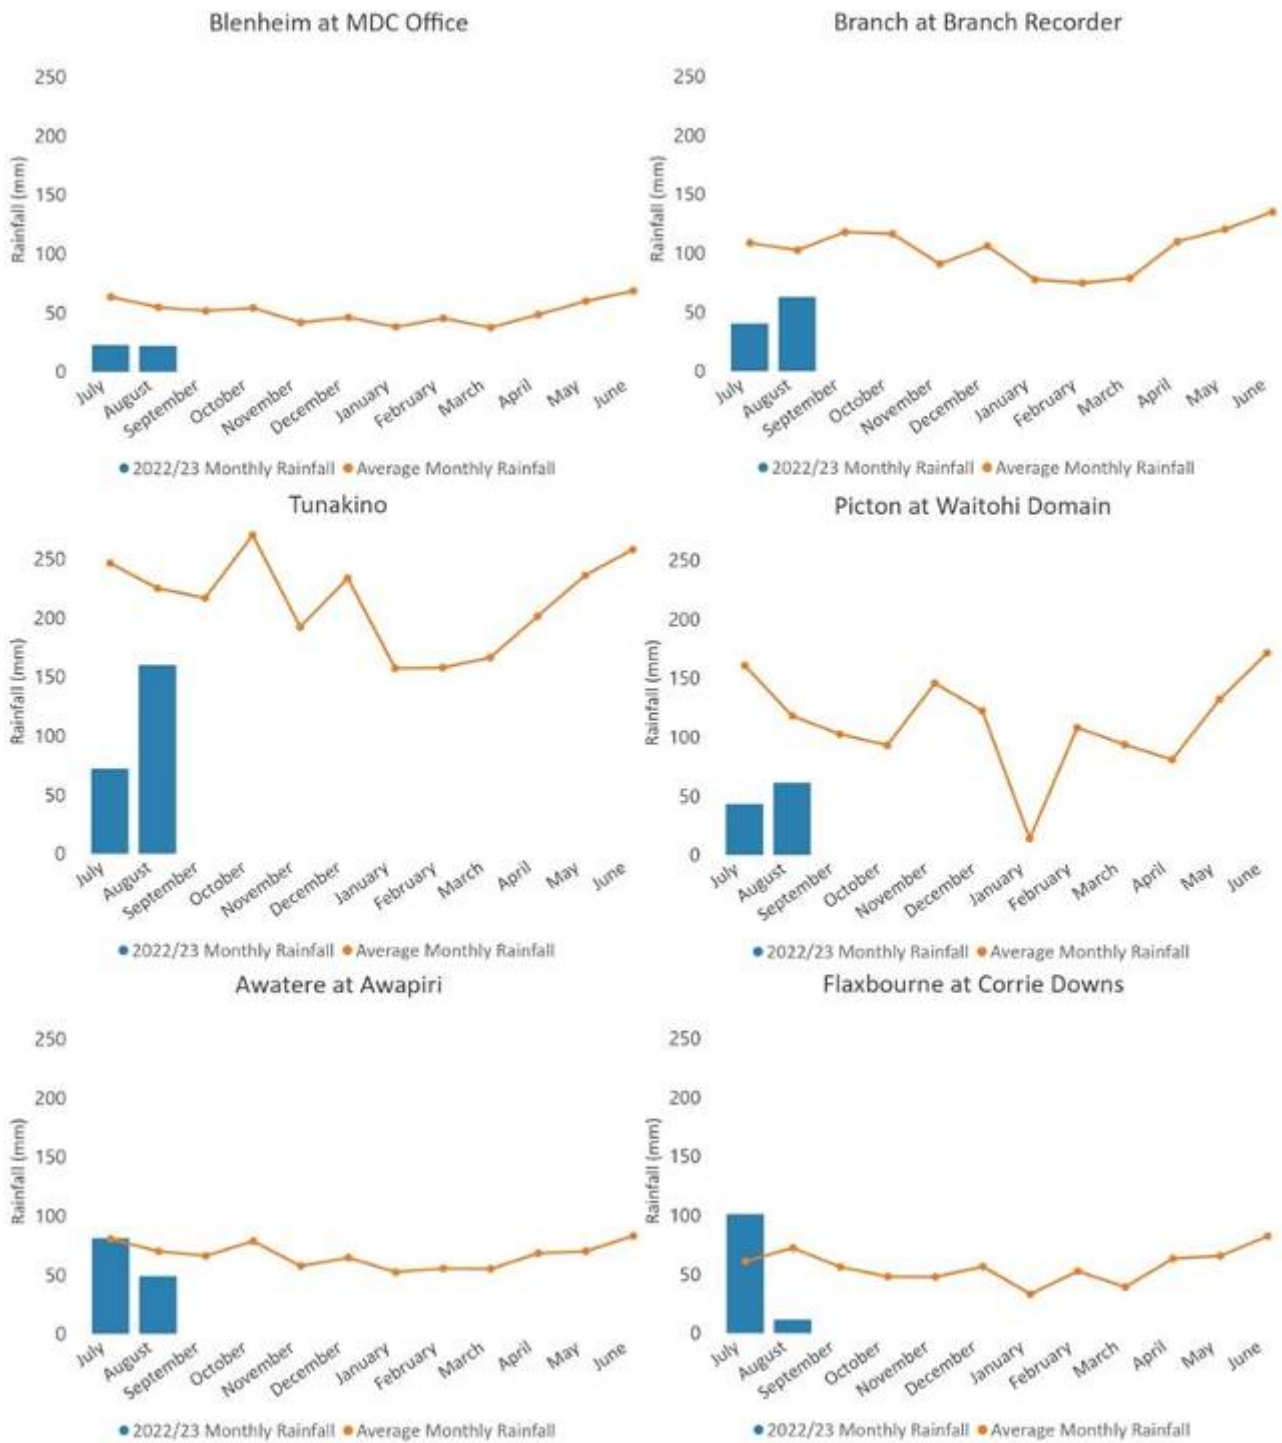 Blenheim at MDC Office
250
200
150
100
50
0
Rainfall (mm)
July
August
September
October
November
December
January
February
March
April
May
June
2022/23 Monthly Rainfall Average Monthly Rainfall
Branch at Branch Recorder
250
200
150
100
50
0
Rainfall (mm)
July
August
September
October
November
December
January
February
March
April
May
June
2022/23 Monthly Rainfall Average Monthly Rainfall
Tunakino
250
200
150
100
50
0
Rainfall (mm)
July
August
September
October
November
December
January
February
March
April
May
June
2022/23 Monthly Rainfall Average Monthly Rainfall
Picton at Waitohi Domain
250
200
150
100
50
0
Rainfall (mm)
July
August
September
October
November
December
January
February
March
April
May
June
2022/23 Monthly Rainfall Average Monthly Rainfall
Awatere at Awapiri
250
200
150
100
50
0
Rainfall (mm)
July
August
September
October
November
December
January
February
March
April
May
June
2022/23 Monthly Rainfall Average Monthly Rainfall
Flaxbourne at Corrie Downs
250
200
150
100
50
0
Rainfall (mm)
July
August
September
October
November
December
January
February
March
April
May
June
2022/23 Monthly Rainfall Average Monthly Rainfall